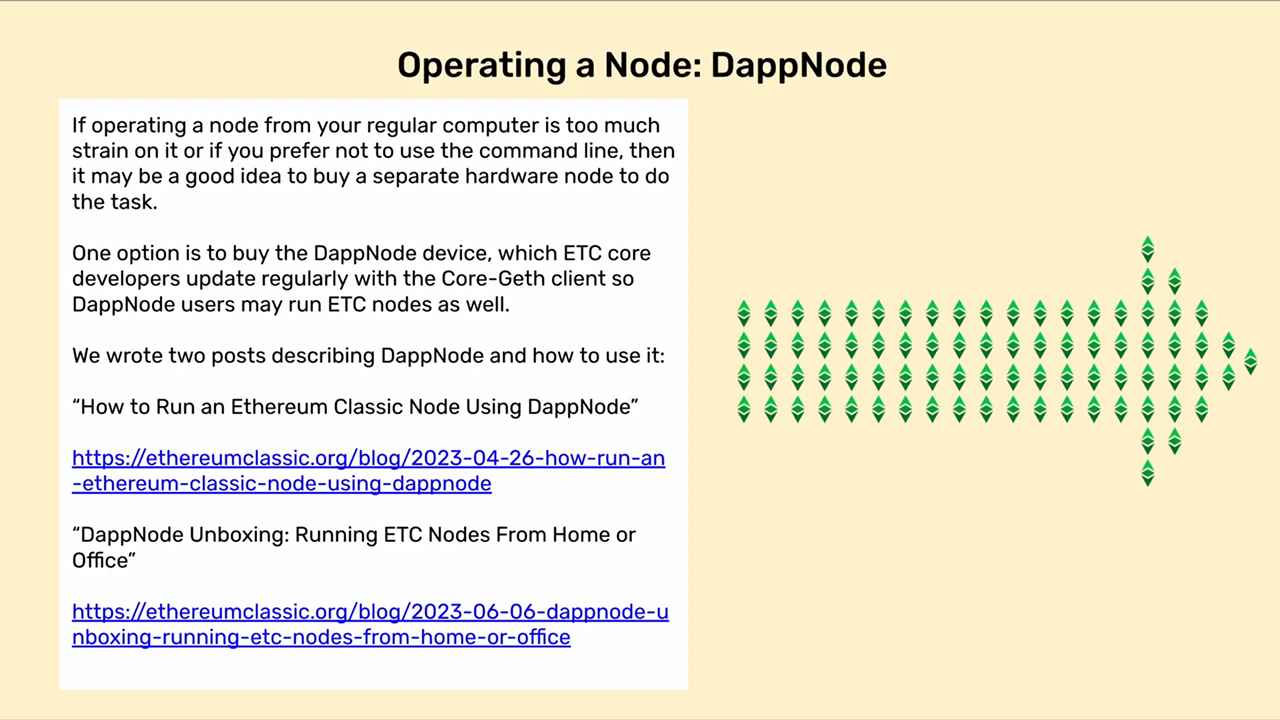 Operating a Node: DappNode
If operating a node from your regular computer is too much
strain on it or if you prefer not to use the command line, then
it may be a good idea to buy a separate hardware node to do
the task.
One option is to buy the DappNode device, which ETC core
developers update regularly with the Core-Geth client so
DappNode users may run ETC nodes as well.
We wrote two posts describing DappNode and how to use it:
“How to Run an Ethereum Classic Node Using DappNode”
https://ethereumclassic.org/blog/2023-04-26-how-run-an
-ethereum-classic-node-using-dappnode
“DappNode Unboxing: Running ETC Nodes From Home or
Office”
https://ethereumclassic.org/blog/2023-06-06-dappnode-u
nboxing-running-etc-nodes-from-home-or-office